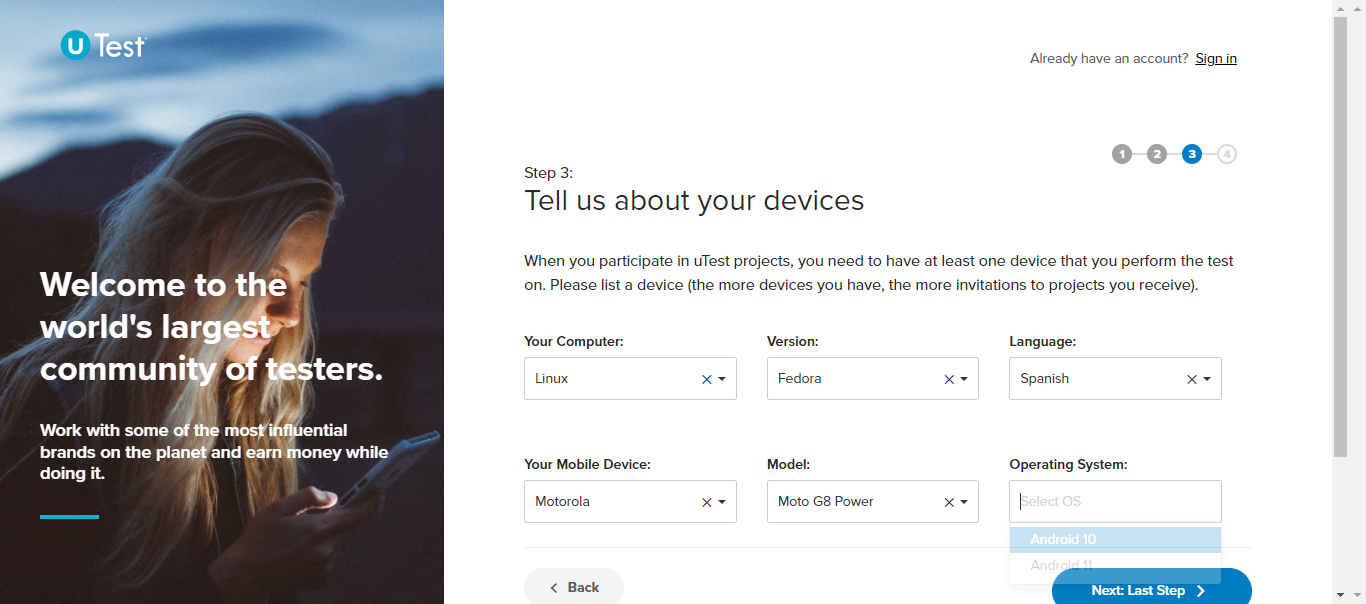 uTest
Already have an account? Sign in
1 2 3 4
Step 3:
Tell us about your devices
Welcome to the
world's largest
community of testers.
Work with some of the most influential
brands on the planet and earn money while
doing it.
When you participate in uTest projects, you need to have at least one device that you perform the test
on. Please list a device (the more devices you have, the more invitations to projects you receive).
Your Computer: Version: Language:
Linux Fedora Spanish
Your Mobile Device: Model: Operating System:
Motorola Moto G8 Power Select OS
Android 10
Android 11
Back Next: Last Step